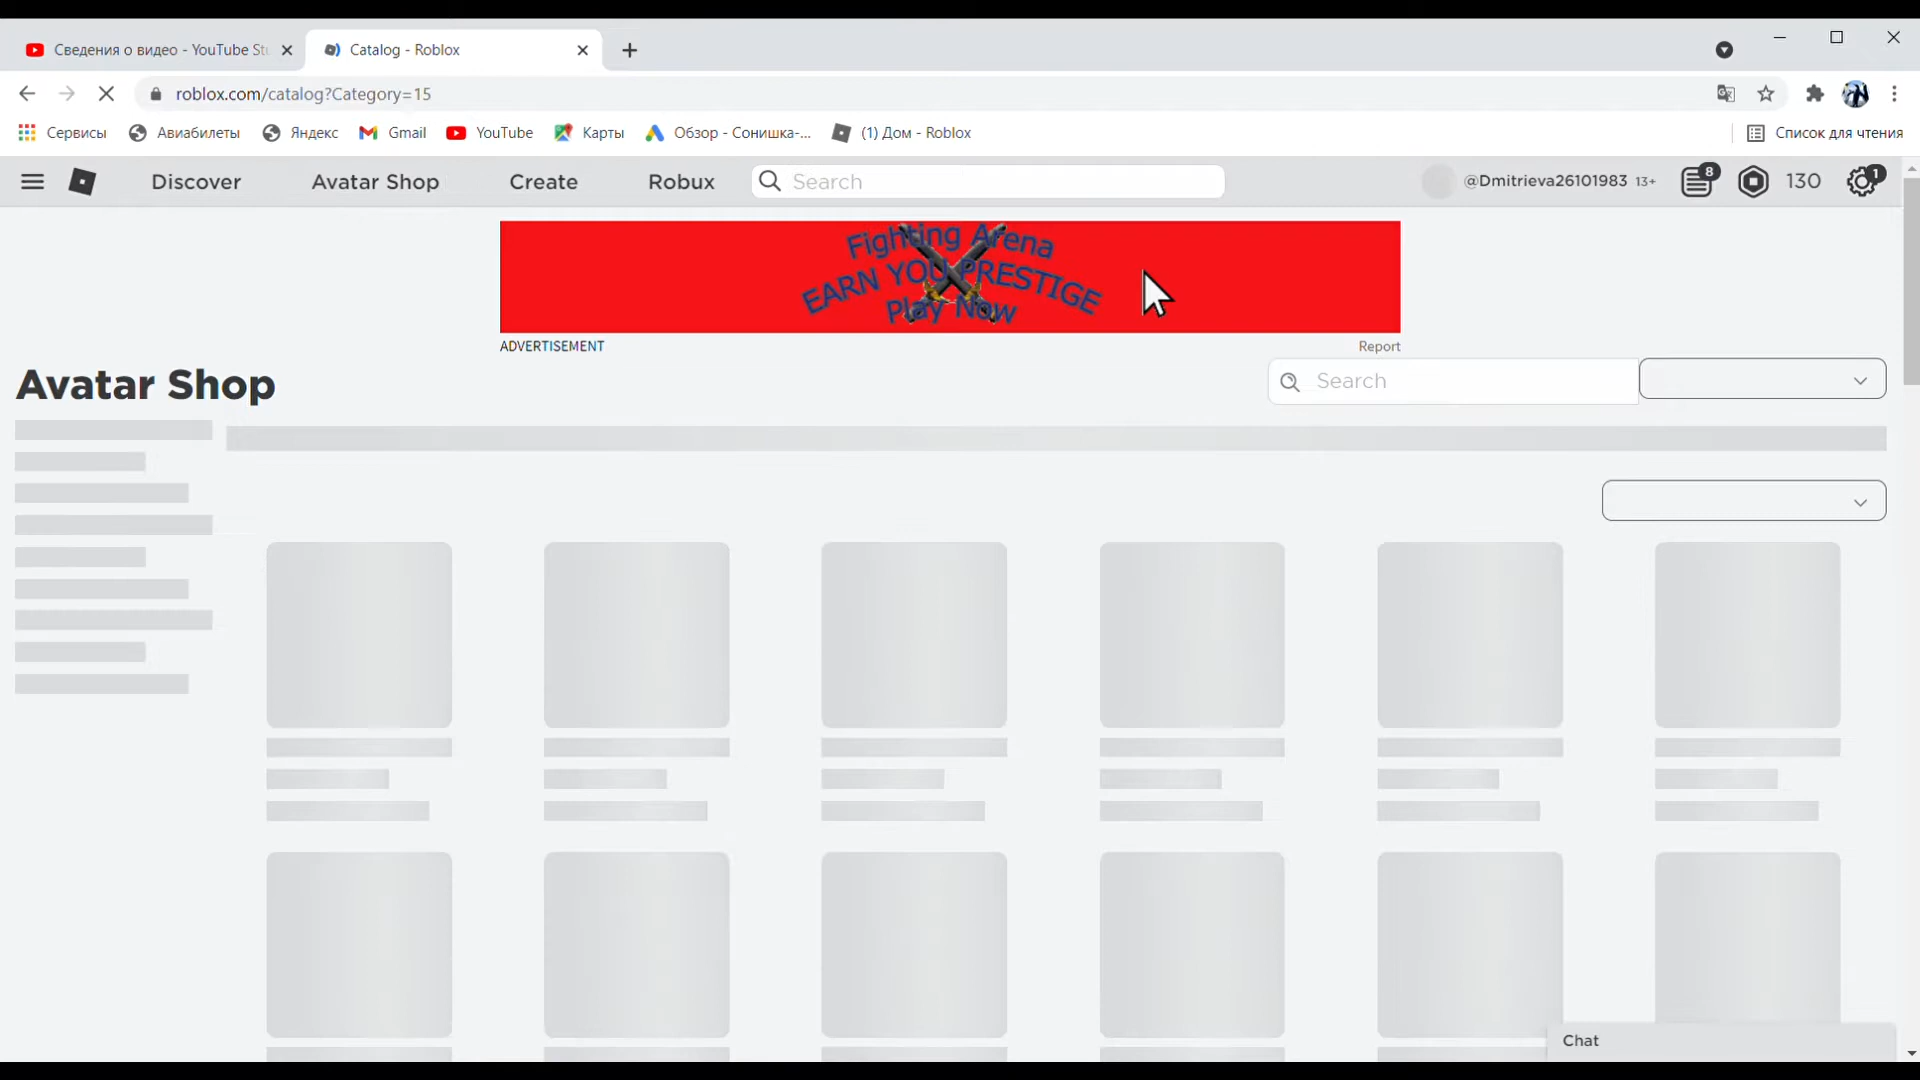 Сведения о видео - YouTube Stu
Catalog - Roblox
roblox.com/catalog?Category=15
Сервисы
Авиабилеты
Яндекс
Gmail
YouTube
Карты
Обзор - Сонишка-...
(1) Дом - Roblox
Список для чтения
Discover
Avatar Shop
Create
Robux
Search
@Dmitrieva26101983 13+
8
130
1
Fighting Arena
EARN YOU PRESTIGE
Play Now
ADVERTISEMENT
Report
Avatar Shop
Search
Chat